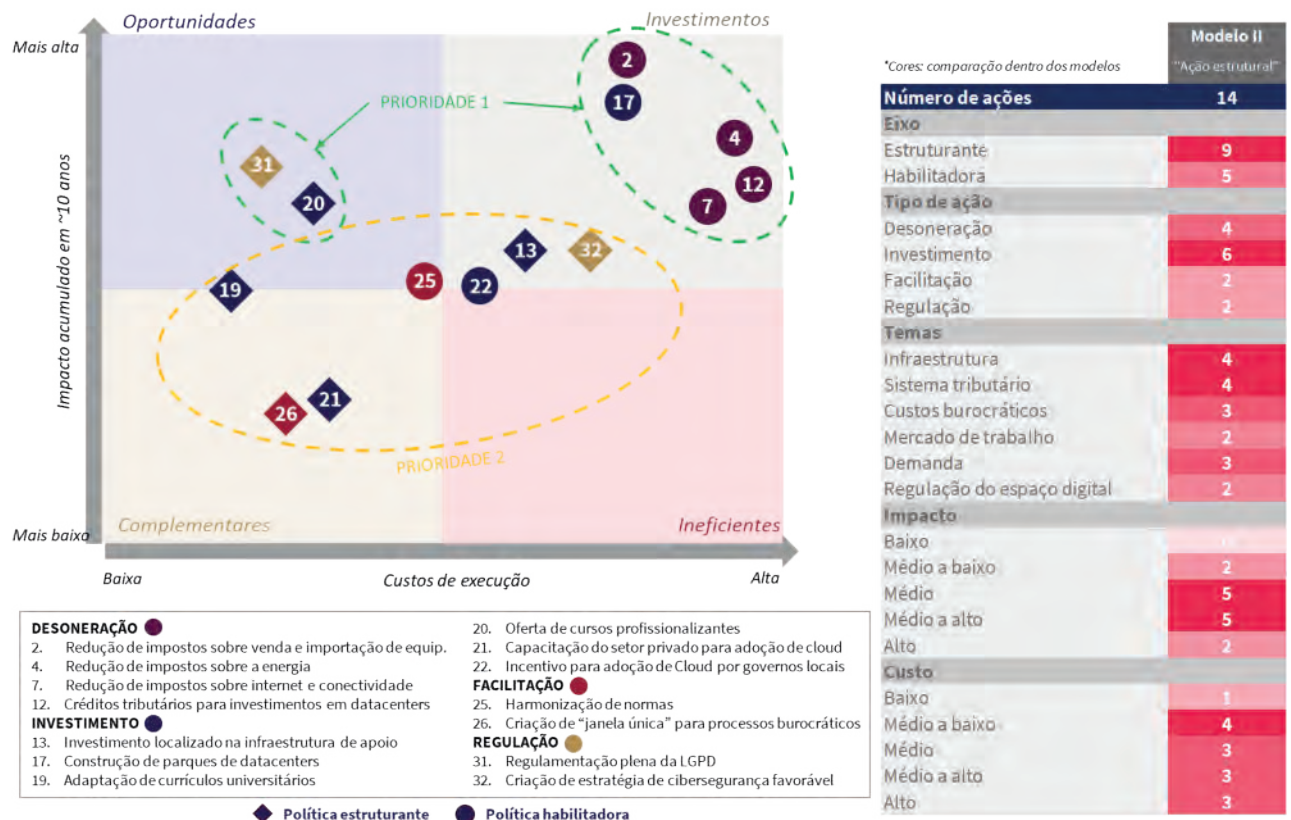 Oportunidades
Investimentos
Mais alta
Impacto acumulado em ~10 anos
PRIORIDADE 1
2
17
4
12
7
31
20
13
32
25
22
19
26
21
PRIORIDADE 2
Complementares
Ineficientes
Mais baixa
Baixa
Custos de execução
Alta
DESONERAÇÃO
2. Redução de impostos sobre venda e importação de equip.
4. Redução de impostos sobre a energia
7. Redução de impostos sobre internet e conectividade
12. Créditos tributários para investimentos em datacenters
INVESTIMENTO
13. Investimento localizado na infraestrutura de apoio
17. Construção de parques de datacenters
19. Adaptação de currículos universitários
20. Oferta de cursos profissionalizantes
21. Capacitação do setor privado para adoção de cloud
22. Incentivo para adoção de Cloud por governos locais
FACILITAÇÃO
25. Harmonização de normas
26. Criação de “janela única” para processos burocráticos
REGULAÇÃO
31. Regulamentação plena da LGPD
32. Criação de estratégia de cibersegurança favorável
Política estruturante
Política habilitadora
*Cores: comparação dentro dos modelos
Modelo II
"Ação estrutural"
Número de ações 14
Eixo
Estruturante 9
Habilitadora 5
Tipo de ação
Desoneração 4
Investimento 6
Facilitação 2
Regulação 2
Temas
Infraestrutura 4
Sistema tributário 4
Custos burocráticos 3
Mercado de trabalho 2
Demanda 3
Regulação do espaço digital 2
Impacto
Baixo
Médio a baixo 2
Médio 5
Médio a alto 5
Alto 2
Custo
Baixo 1
Médio a baixo 4
Médio 3
Médio a alto 3
Alto 3